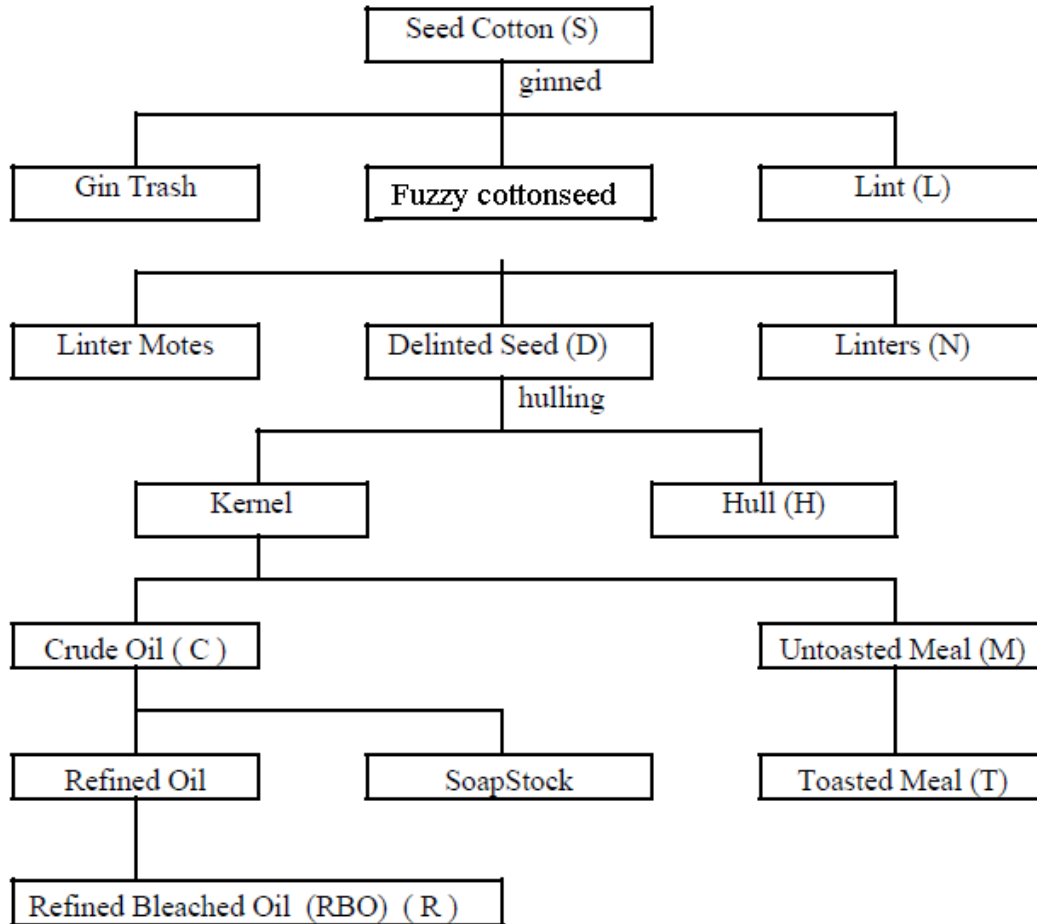 Seed Cotton (S)
ginned
Gin Trash
Fuzzy cottonseed
Lint (L)
Linter Motes
Delinted Seed (D)
Linters (N)
hulling
Kernel
Hull (H)
Crude Oil ( C )
Untoasted Meal (M)
Refined Oil
SoapStock
Toasted Meal (T)
Refined Bleached Oil (RBO) ( R )